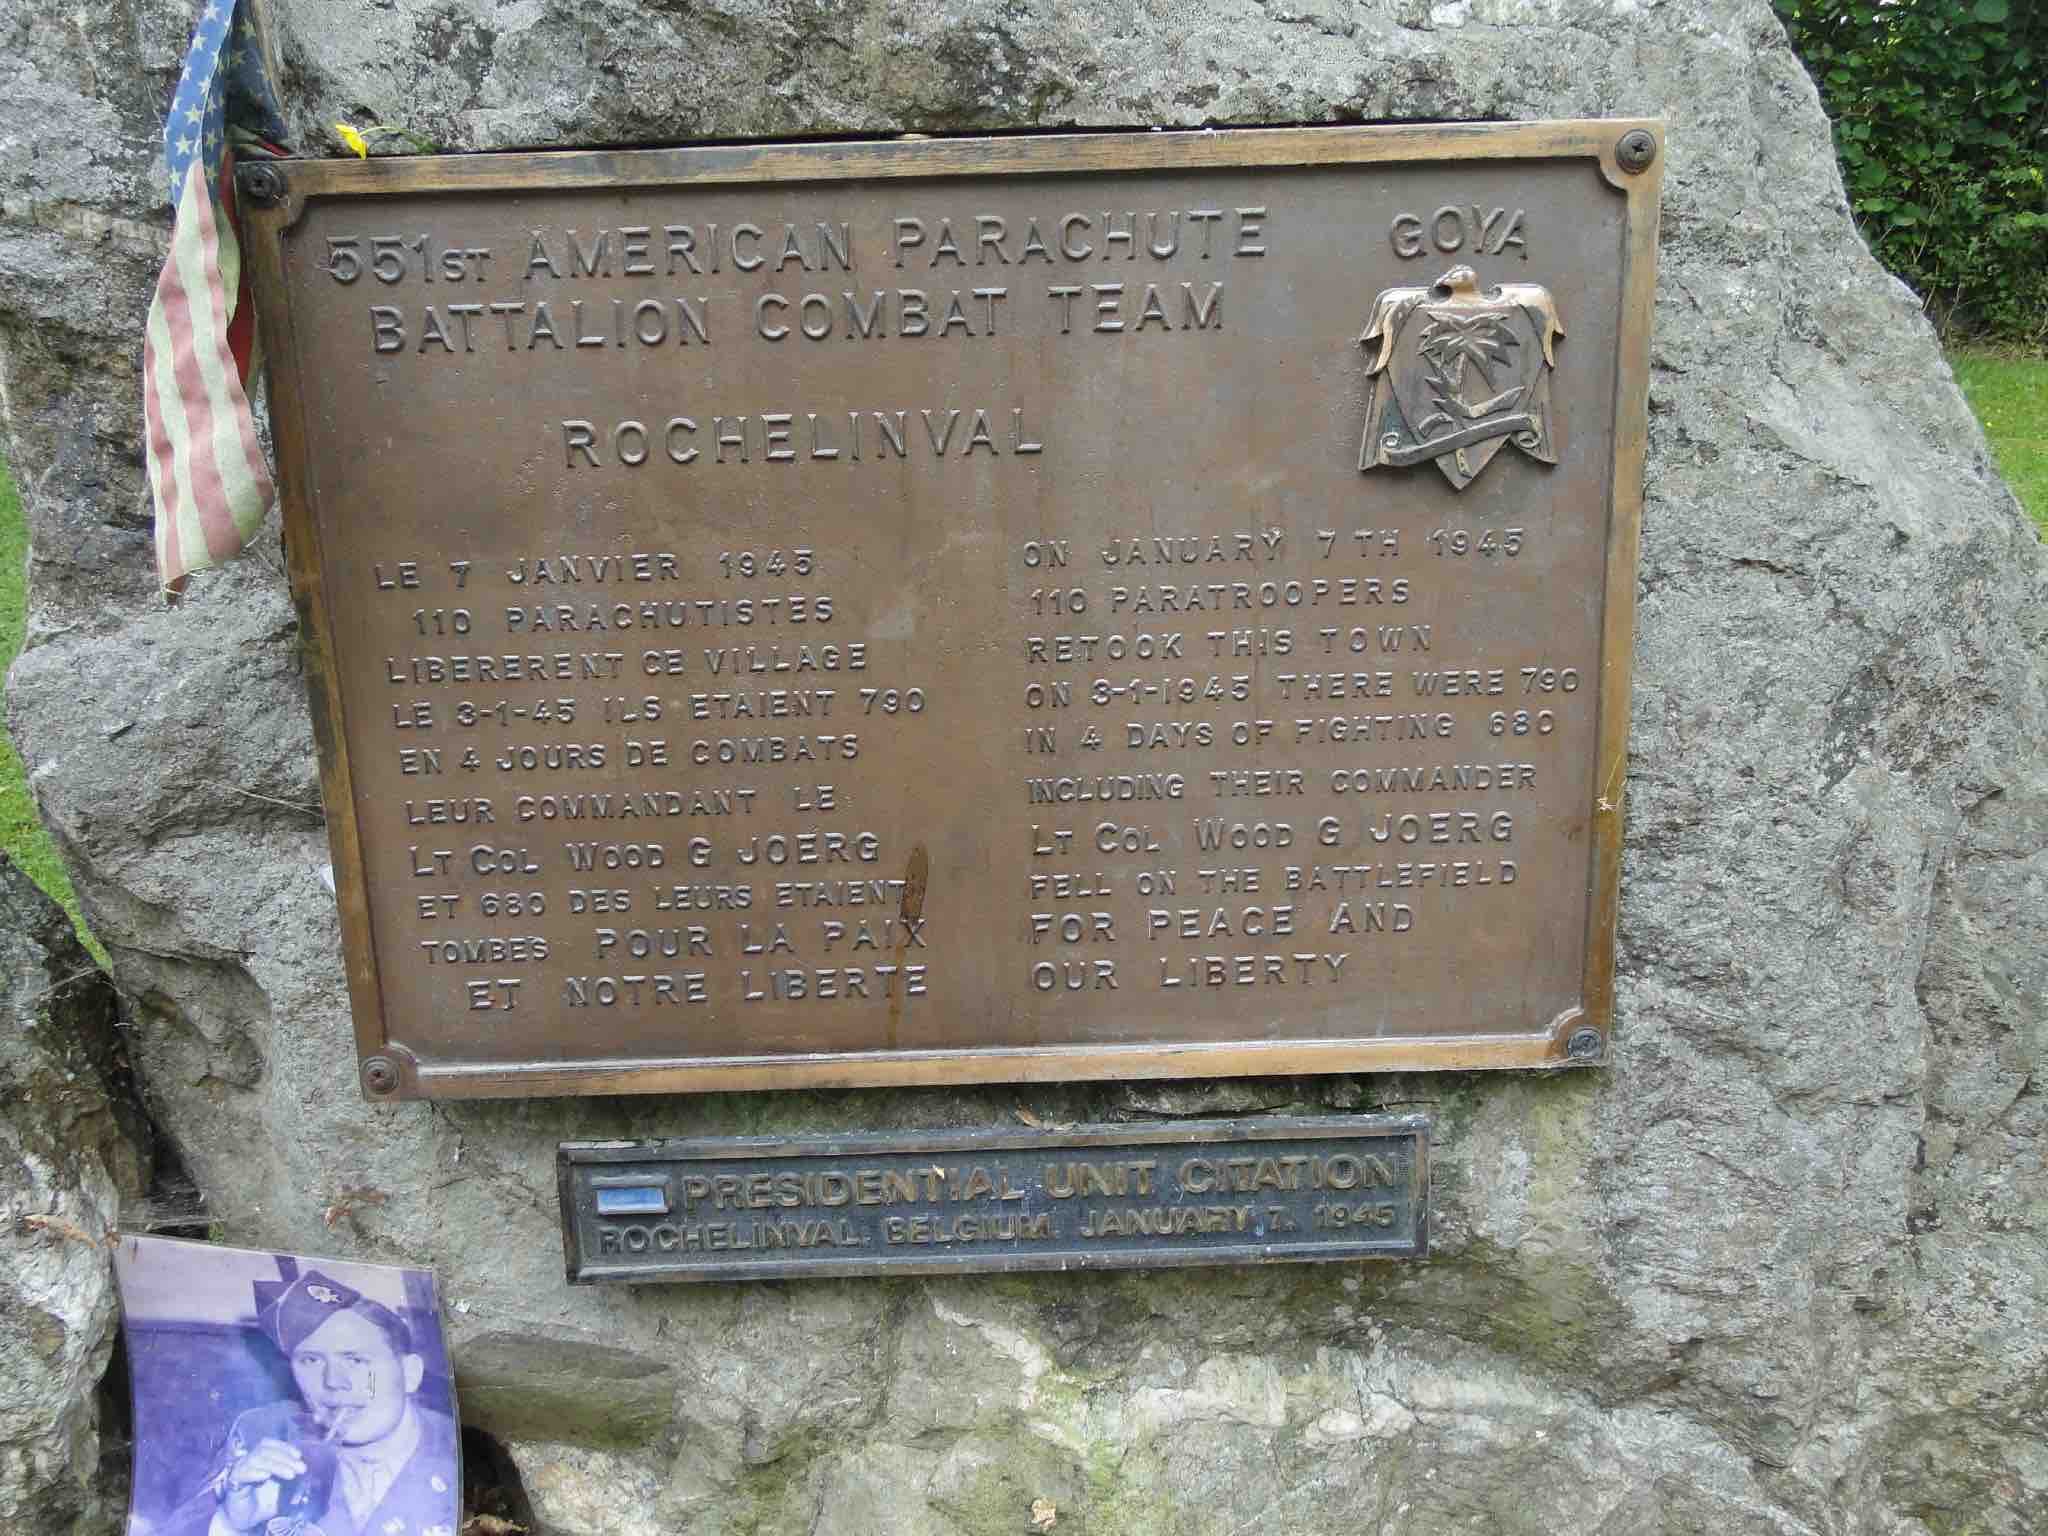 551ST AMERICAN PARACHUTE
BATTALION COMBAT TEAM
GOYA
ROCHELINVAL
LE 7 JANVIER 1945
110 PARACHUTISTES
LIBERERENT CE VILLAGE
LE 3-1-45 ILS ETAIENT 790
EN 4 JOURS DE COMBATS
LEUR COMMANDANT LE
LT COL WOOD G JOERG
ET 680 DES LEURS ETAIENT
TOMBES POUR LA PAIX
ET NOTRE LIBERTE
ON JANUARY 7TH 1945
110 PARATROOPERS
RETOOK THIS TOWN
ON 3-1-1945 THERE WERE 790
IN 4 DAYS OF FIGHTING 680
INCLUDING THEIR COMMANDER
LT COL WOOD G JOERG
FELL ON THE BATTLEFIELD
FOR PEACE AND
OUR LIBERTY
PRESIDENTIAL UNIT CITATION
ROCHELINVAL, BELGIUM, JANUARY 7, 1945